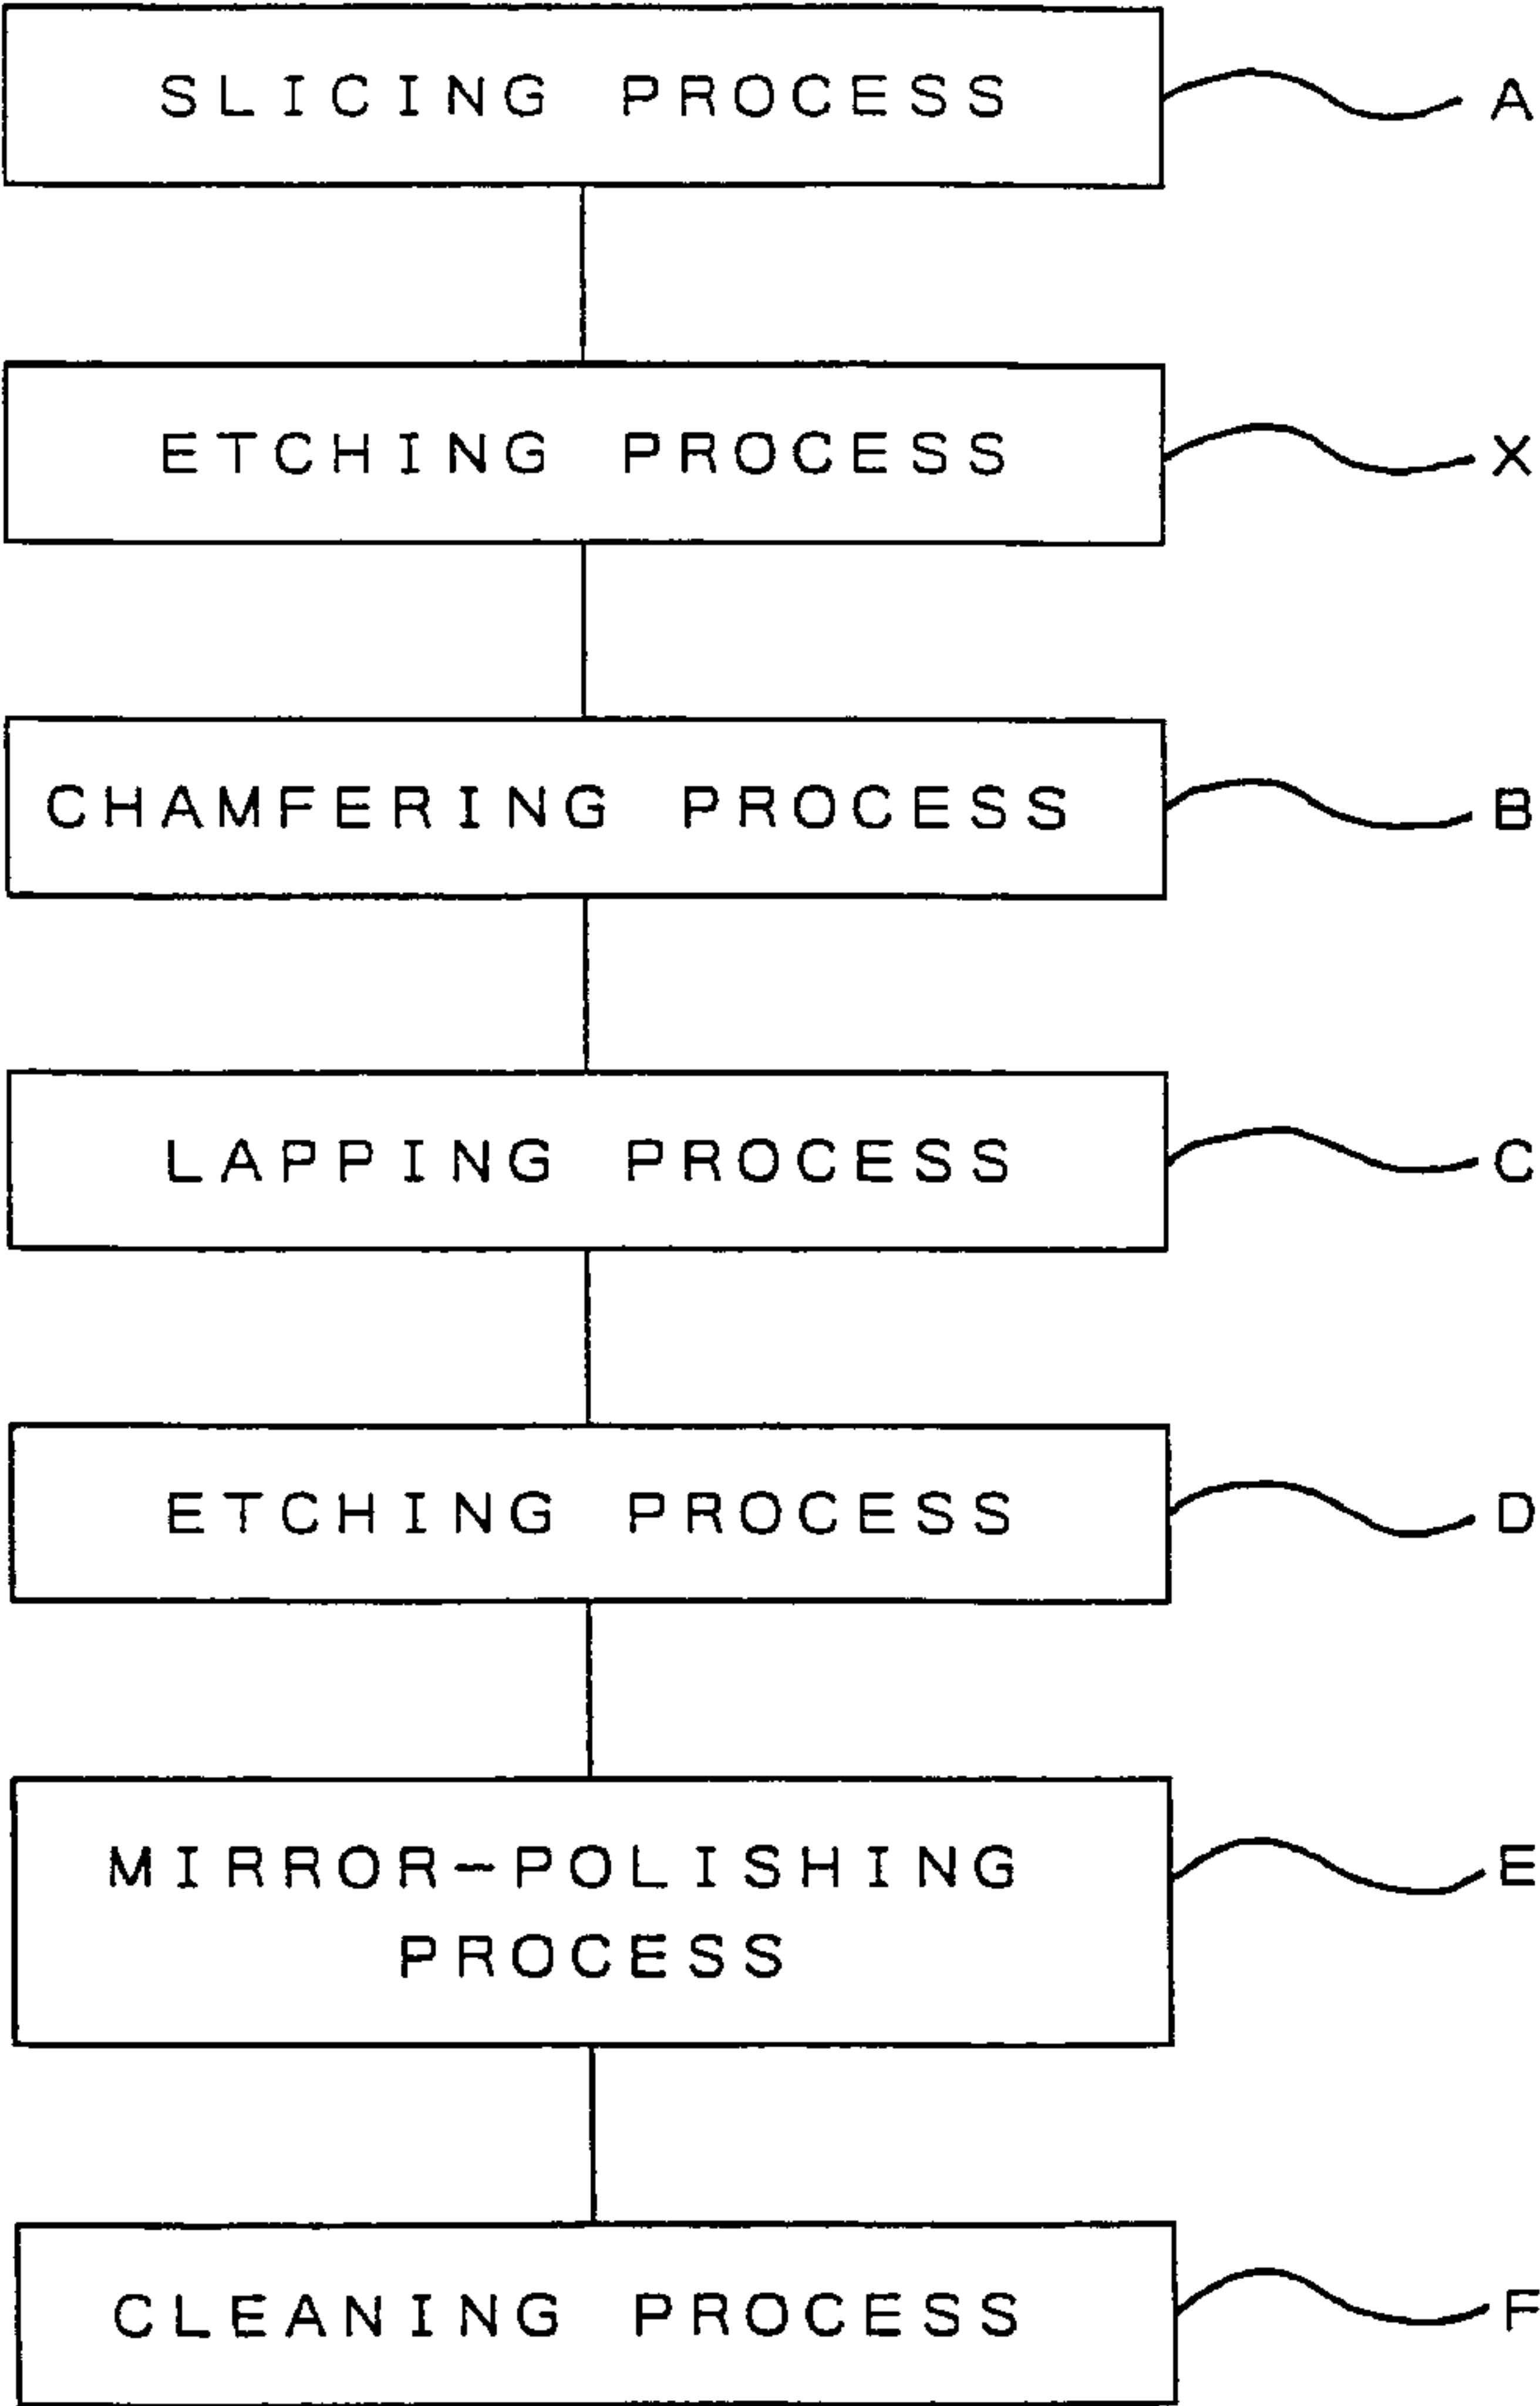 SLICING PROCESS A
ETCHING PROCESS X
CHAMFERING PROCESS B
LAPPING PROCESS C
ETCHING PROCESS D
MIRROR-POLISHING E
PROCESS
CLEANING PROCESS F